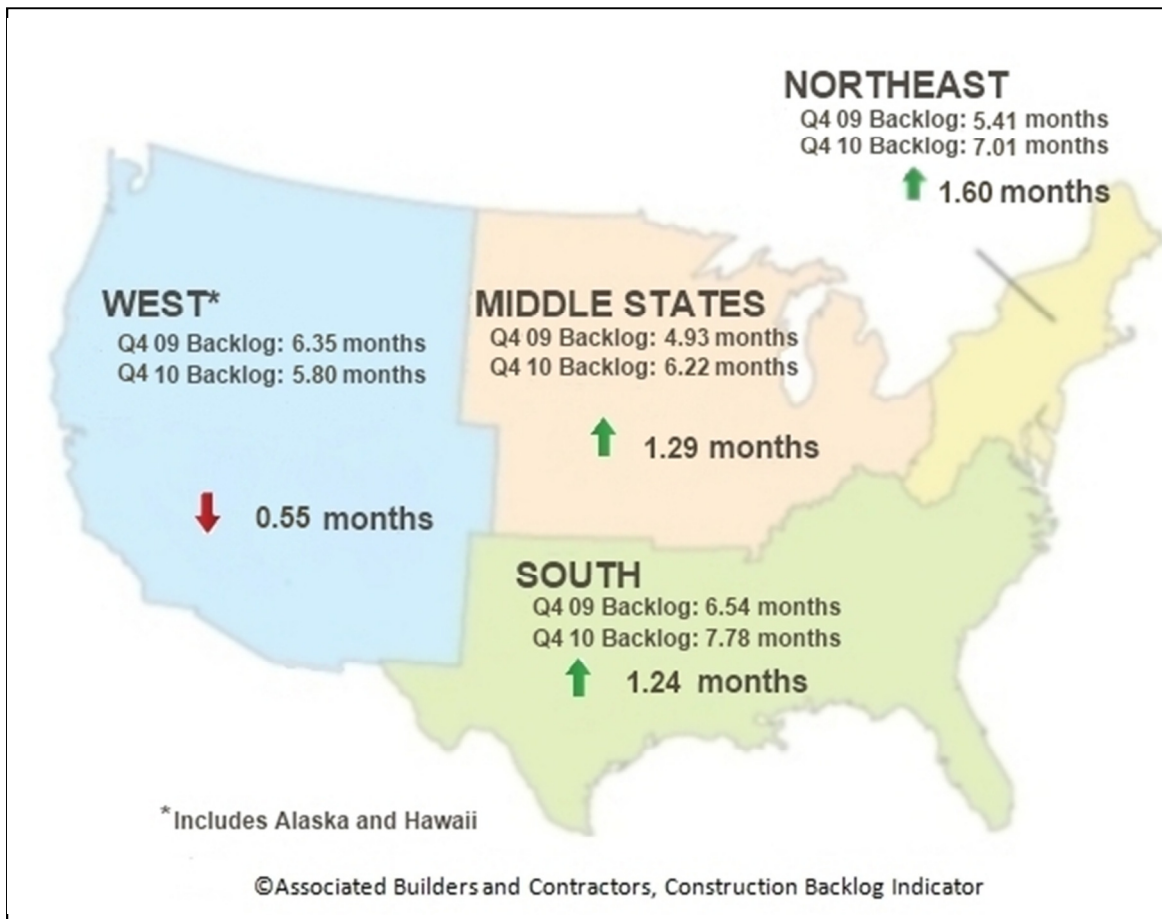 NORTHEAST
Q4 09 Backlog: 5.41 months
Q4 10 Backlog: 7.01 months
1.60 months
WEST*
Q4 09 Backlog: 6.35 months
Q4 10 Backlog: 5.80 months
0.55 months
MIDDLE STATES
Q4 09 Backlog: 4.93 months
Q4 10 Backlog: 6.22 months
1.29 months
SOUTH
Q4 09 Backlog: 6.54 months
Q4 10 Backlog: 7.78 months
1.24 months
*Includes Alaska and Hawaii
©Associated Builders and Contractors, Construction Backlog Indicator